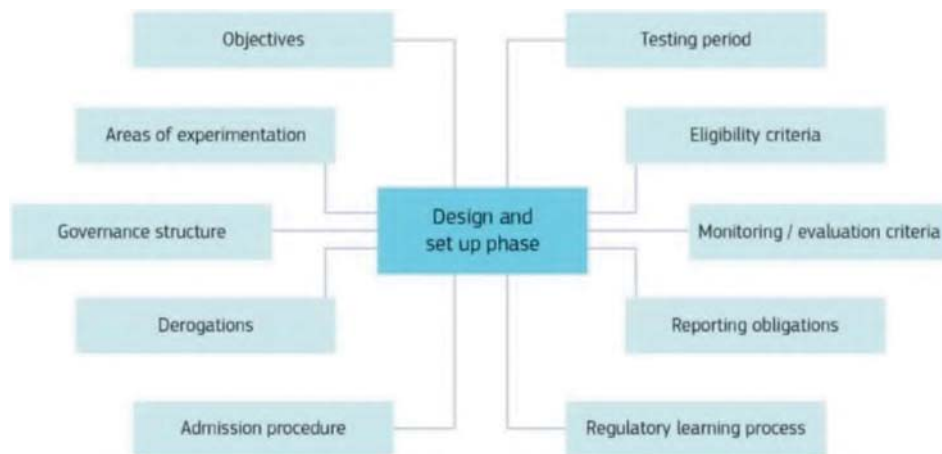 Objectives
Testing period
Areas of experimentation
Eligibility criteria
Design and
set up phase
Governance structure
Monitoring / evaluation criteria
Derogations
Reporting obligations
Admission procedure
Regulatory learning process